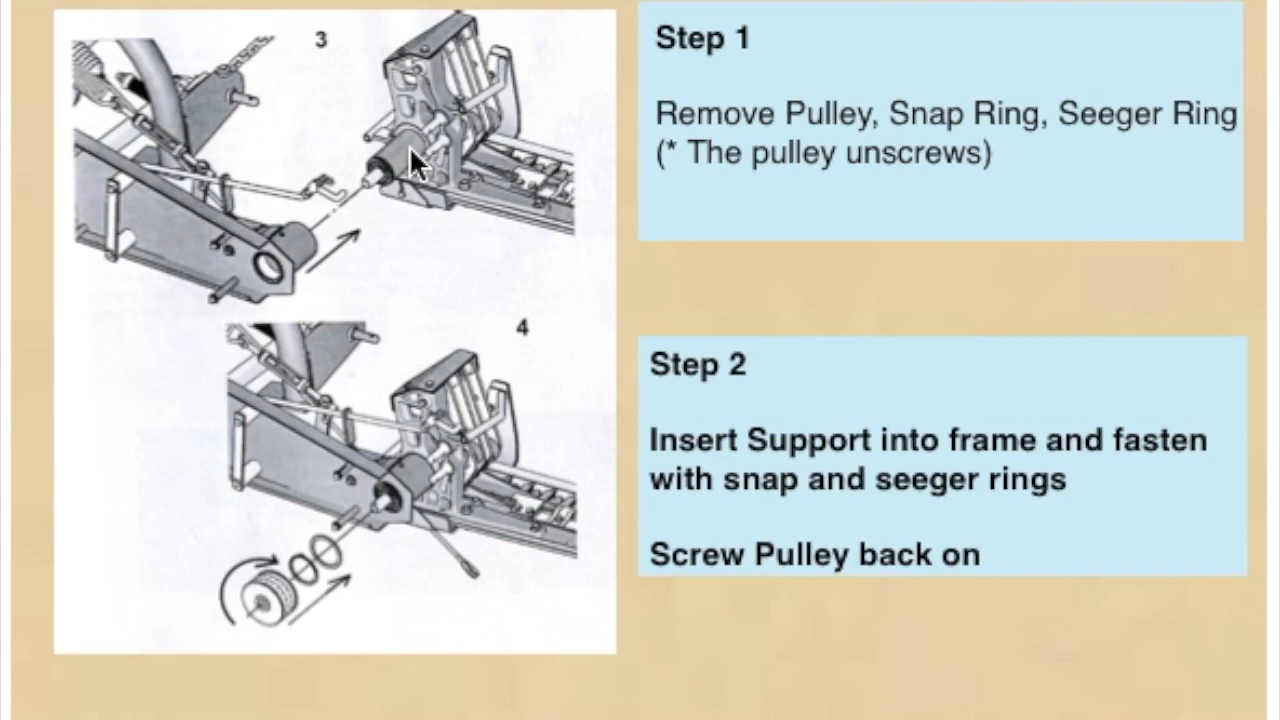 3
Step 1
Remove Pulley, Snap Ring, Seeger Ring
(* The pulley unscrews)
4
Step 2
Insert Support into frame and fasten
with snap and seeger rings
Screw Pulley back on